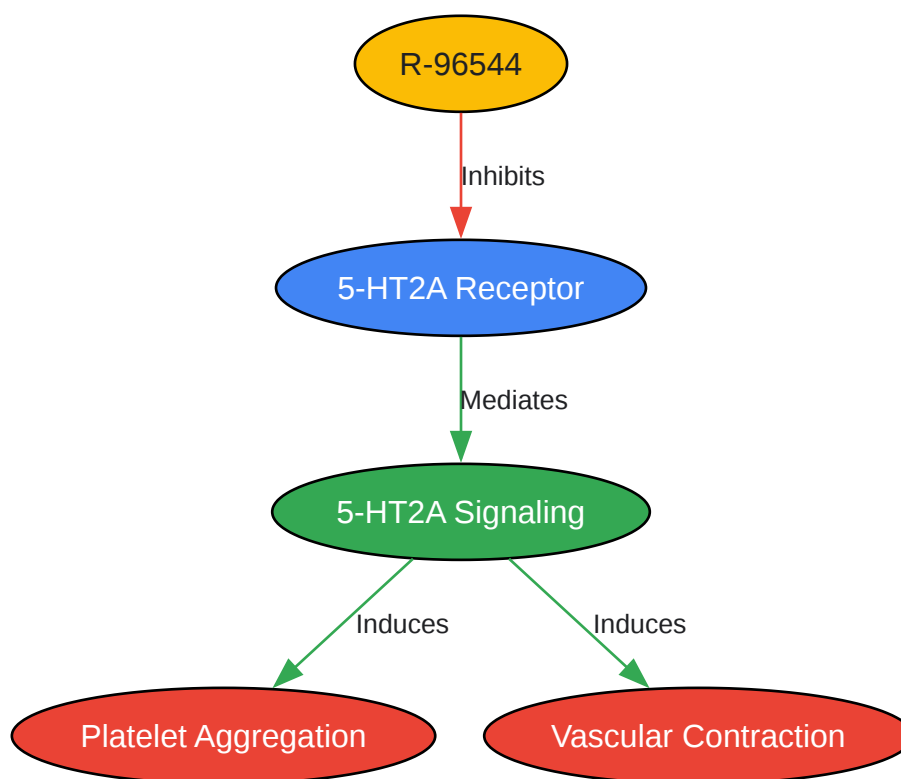 R-96544
Inhibits
5-HT2A Receptor
Mediates
5-HT2A Signaling
Induces
Induces
Platelet Aggregation
Vascular Contraction